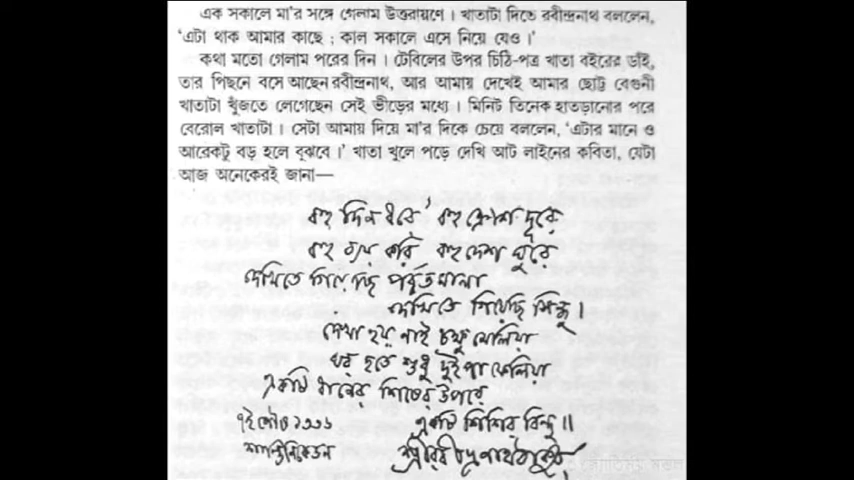 এক সকালে মা'র সঙ্গে গেলাম উত্তরায়ণে। খাতাটা দিতে রবীন্দ্রনাথ বললেন,
'এটা থাক আমার কাছে ; কাল সকালে এসে নিয়ে যেও।'
কথা মতো গেলাম পরের দিন। টেবিলের উপর চিঠি-পত্র খাতা বইয়ের ডাঁই,
তার পিছনে বসে আছেন রবীন্দ্রনাথ, আর আমায় দেখেই আমার ছোট্ট বেগুনী
খাতাটা খুঁজতে লেগেছেন সেই ভীড়ের মধ্যে। মিনিট তিনেক হাতড়ানোর পরে
বেরোল খাতাটা। সেটা আমায় দিয়ে মা'র দিকে চেয়ে বললেন, 'এটার মানে ও
আরেকটু বড় হলে বুঝবে।' খাতা খুলে পড়ে দেখি আট লাইনের কবিতা, যেটা
আজ অনেকেরই জানা—
বহু দিন ধরে' বহু ক্রোশ দূরে
বহু ব্যয় করি বহু দেশ ঘুরে
দেখিতে গিয়েছি পর্ব্বতমালা
দেখিতে গিয়েছি সিন্ধু।
দেখা হয় নাই চক্ষু মেলিয়া
ঘর হতে শুধু দুই পা ফেলিয়া
একটি ধানের শিষের উপরে
একটি শিশির বিন্দু॥
৭ই পৌষ ১৩৩৬
শান্তিনিকেতন
শ্রীরবীন্দ্রনাথ ঠাকুর